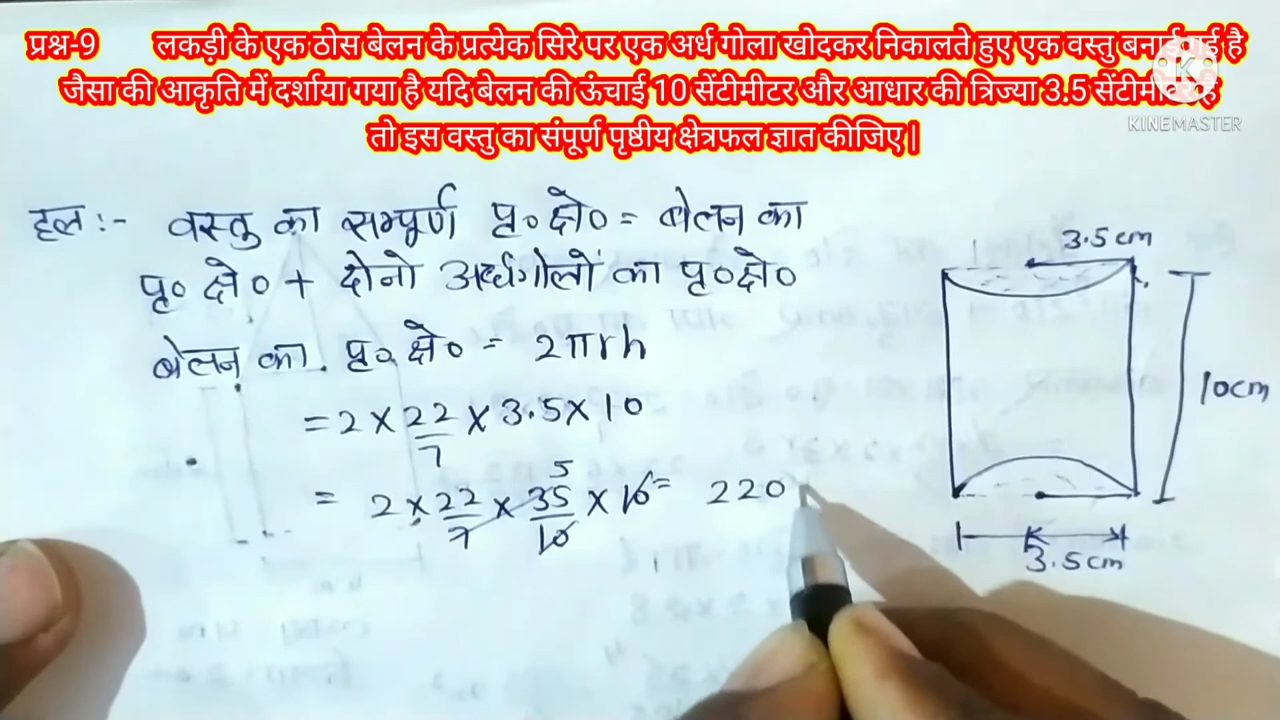 प्रश्न-9 लकड़ी के एक ठोस बेलन के प्रत्येक सिरे पर एक अर्ध गोला खोदकर निकालते हुए एक वस्तु बनाई गई है
जैसा की आकृति में दर्शाया गया है यदि बेलन की ऊंचाई 10 सेंटीमीटर और आधार की त्रिज्या 3.5 सेंटीमीटर है
तो इस वस्तु का संपूर्ण पृष्ठीय क्षेत्रफल ज्ञात कीजिए |
K
KINEMASTER
हल :- वस्तु का सम्पूर्ण पृ० क्षे० = बेलन का
पृ० क्षे० + दोनो अर्धगोलों का पृ०क्षे०
बेलन का पृ० क्षे० = 2πrh
= 2 × 22/7 × 3.5 × 10
= 2 × 22/7 × 35/10 × 10 = 220
5
3.5 cm
10cm
3.5 cm